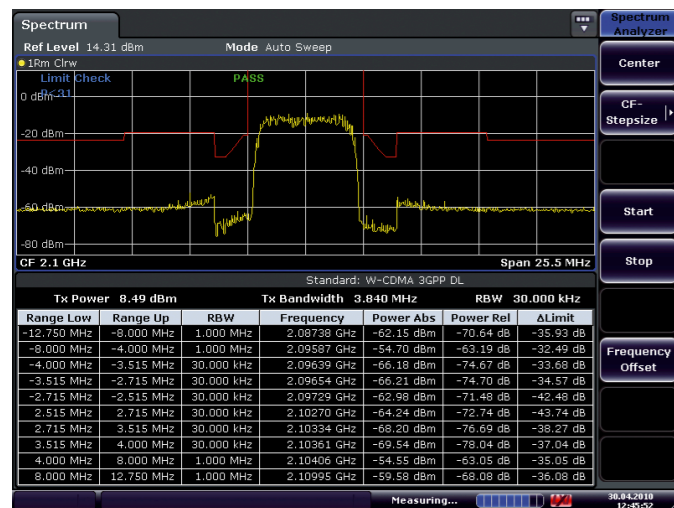 Spectrum
Spectrum Analyzer
Ref Level 14.31 dBm Mode Auto Sweep
1Rm Clrw
Limit Check PASS
P<31
0 dBm
-20 dBm
-40 dBm
-60 dBm
-80 dBm
CF 2.1 GHz Span 25.5 MHz
Standard: W-CDMA 3GPP DL
Tx Power 8.49 dBm Tx Bandwidth 3.840 MHz RBW 30.000 kHz
Range Low Range Up RBW Frequency Power Abs Power Rel ΔLimit
-12.750 MHz -8.000 MHz 1.000 MHz 2.08738 GHz -62.15 dBm -70.64 dB -35.93 dB
-8.000 MHz -4.000 MHz 1.000 MHz 2.09587 GHz -54.70 dBm -63.19 dB -32.49 dB
-4.000 MHz -3.515 MHz 30.000 kHz 2.09639 GHz -66.18 dBm -74.67 dB -33.68 dB
-3.515 MHz -2.715 MHz 30.000 kHz 2.09654 GHz -66.21 dBm -74.70 dB -34.57 dB
-2.715 MHz -2.515 MHz 30.000 kHz 2.09729 GHz -62.98 dBm -71.48 dB -42.48 dB
2.515 MHz 2.715 MHz 30.000 kHz 2.10270 GHz -64.24 dBm -72.74 dB -43.74 dB
2.715 MHz 3.515 MHz 30.000 kHz 2.10334 GHz -68.20 dBm -76.69 dB -38.27 dB
3.515 MHz 4.000 MHz 30.000 kHz 2.10361 GHz -69.54 dBm -78.04 dB -37.04 dB
4.000 MHz 8.000 MHz 1.000 MHz 2.10406 GHz -54.55 dBm -63.05 dB -35.05 dB
8.000 MHz 12.750 MHz 1.000 MHz 2.10995 GHz -59.58 dBm -68.08 dB -36.08 dB
Measuring...
30.04.2010
12:45:52
Center
CF-
Stepsize
Start
Stop
Frequency
Offset